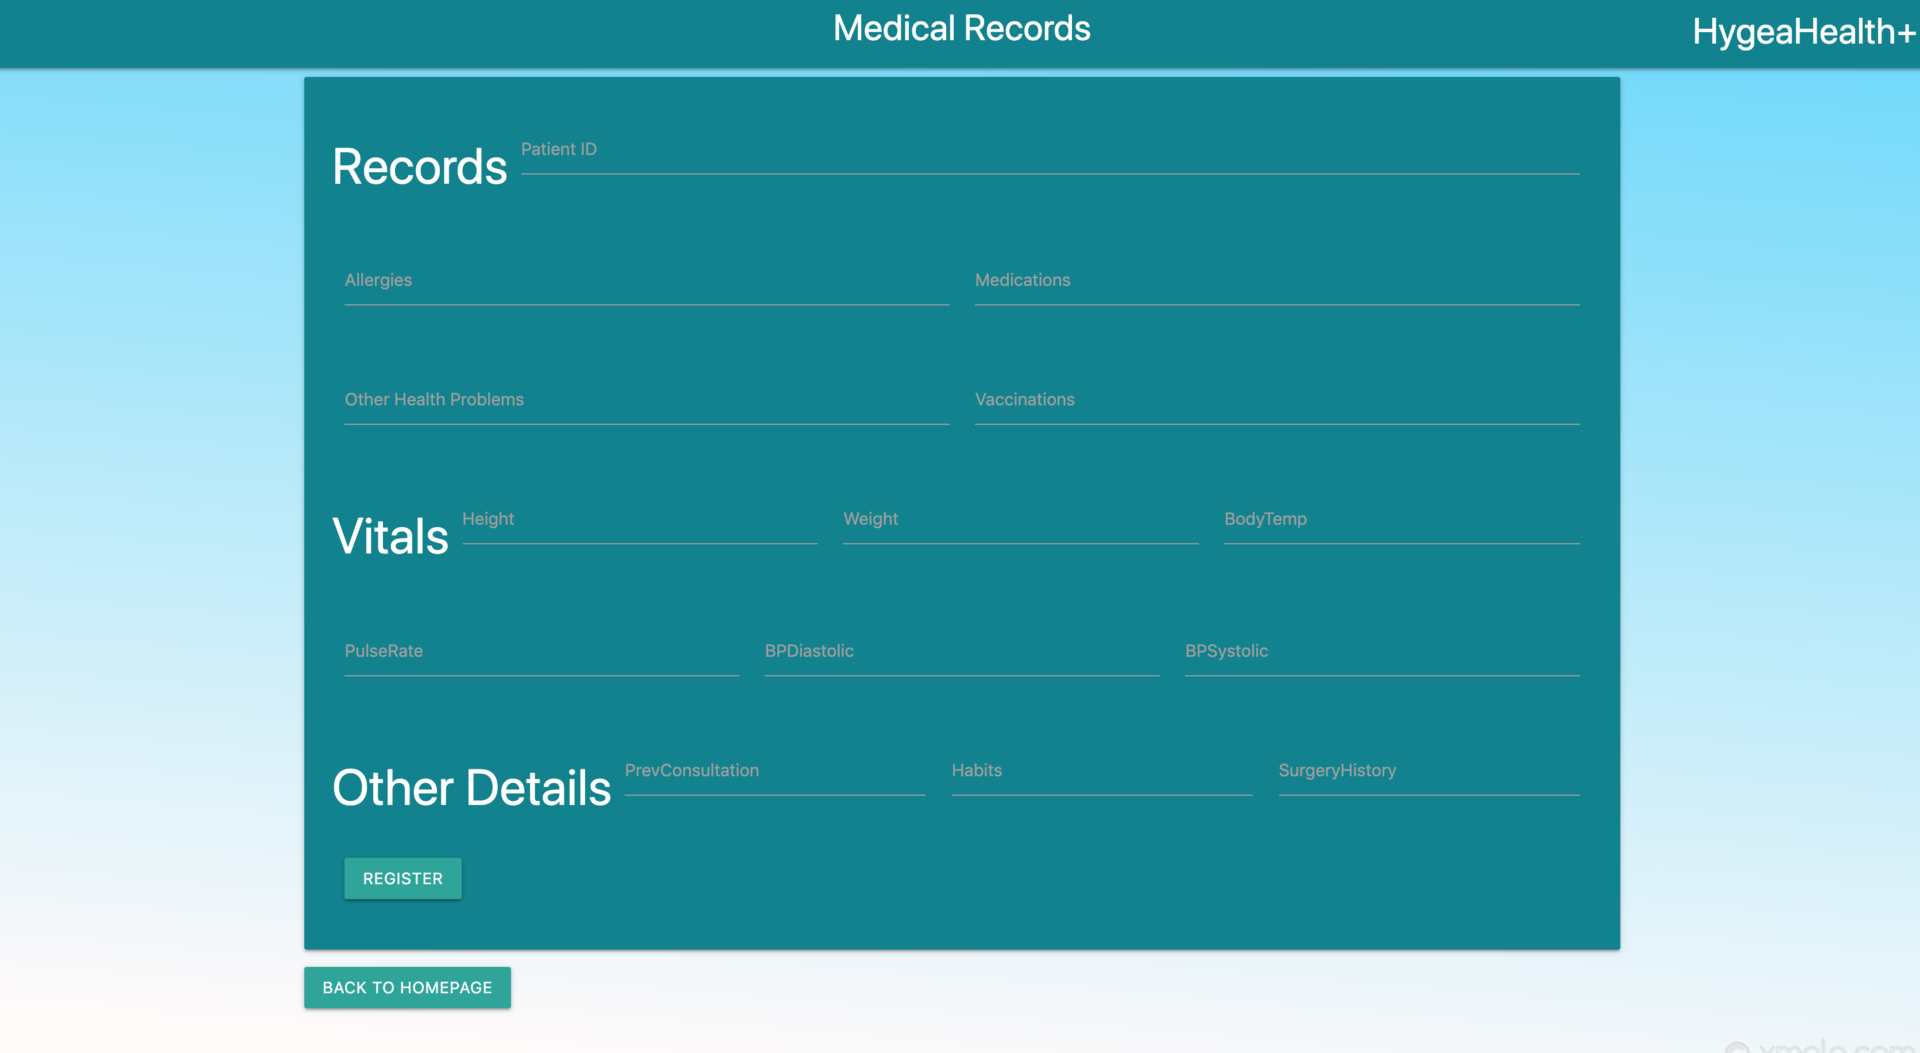 Medical Records
HygeaHealth+
Records
Patient ID
Allergies
Medications
Other Health Problems
Vaccinations
Vitals
Height
Weight
BodyTemp
PulseRate
BPDiastolic
BPSystolic
Other Details
PrevConsultation
Habits
SurgeryHistory
REGISTER
BACK TO HOMEPAGE